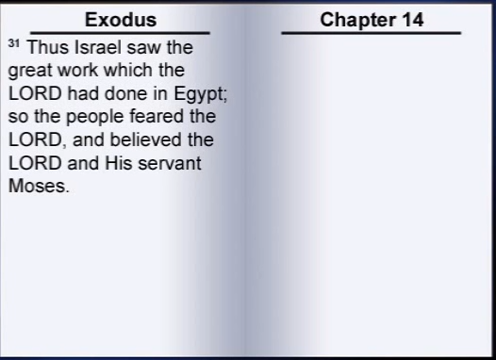 Exodus
Chapter 14
31 Thus Israel saw the
great work which the
LORD had done in Egypt;
so the people feared the
LORD, and believed the
LORD and His servant
Moses.